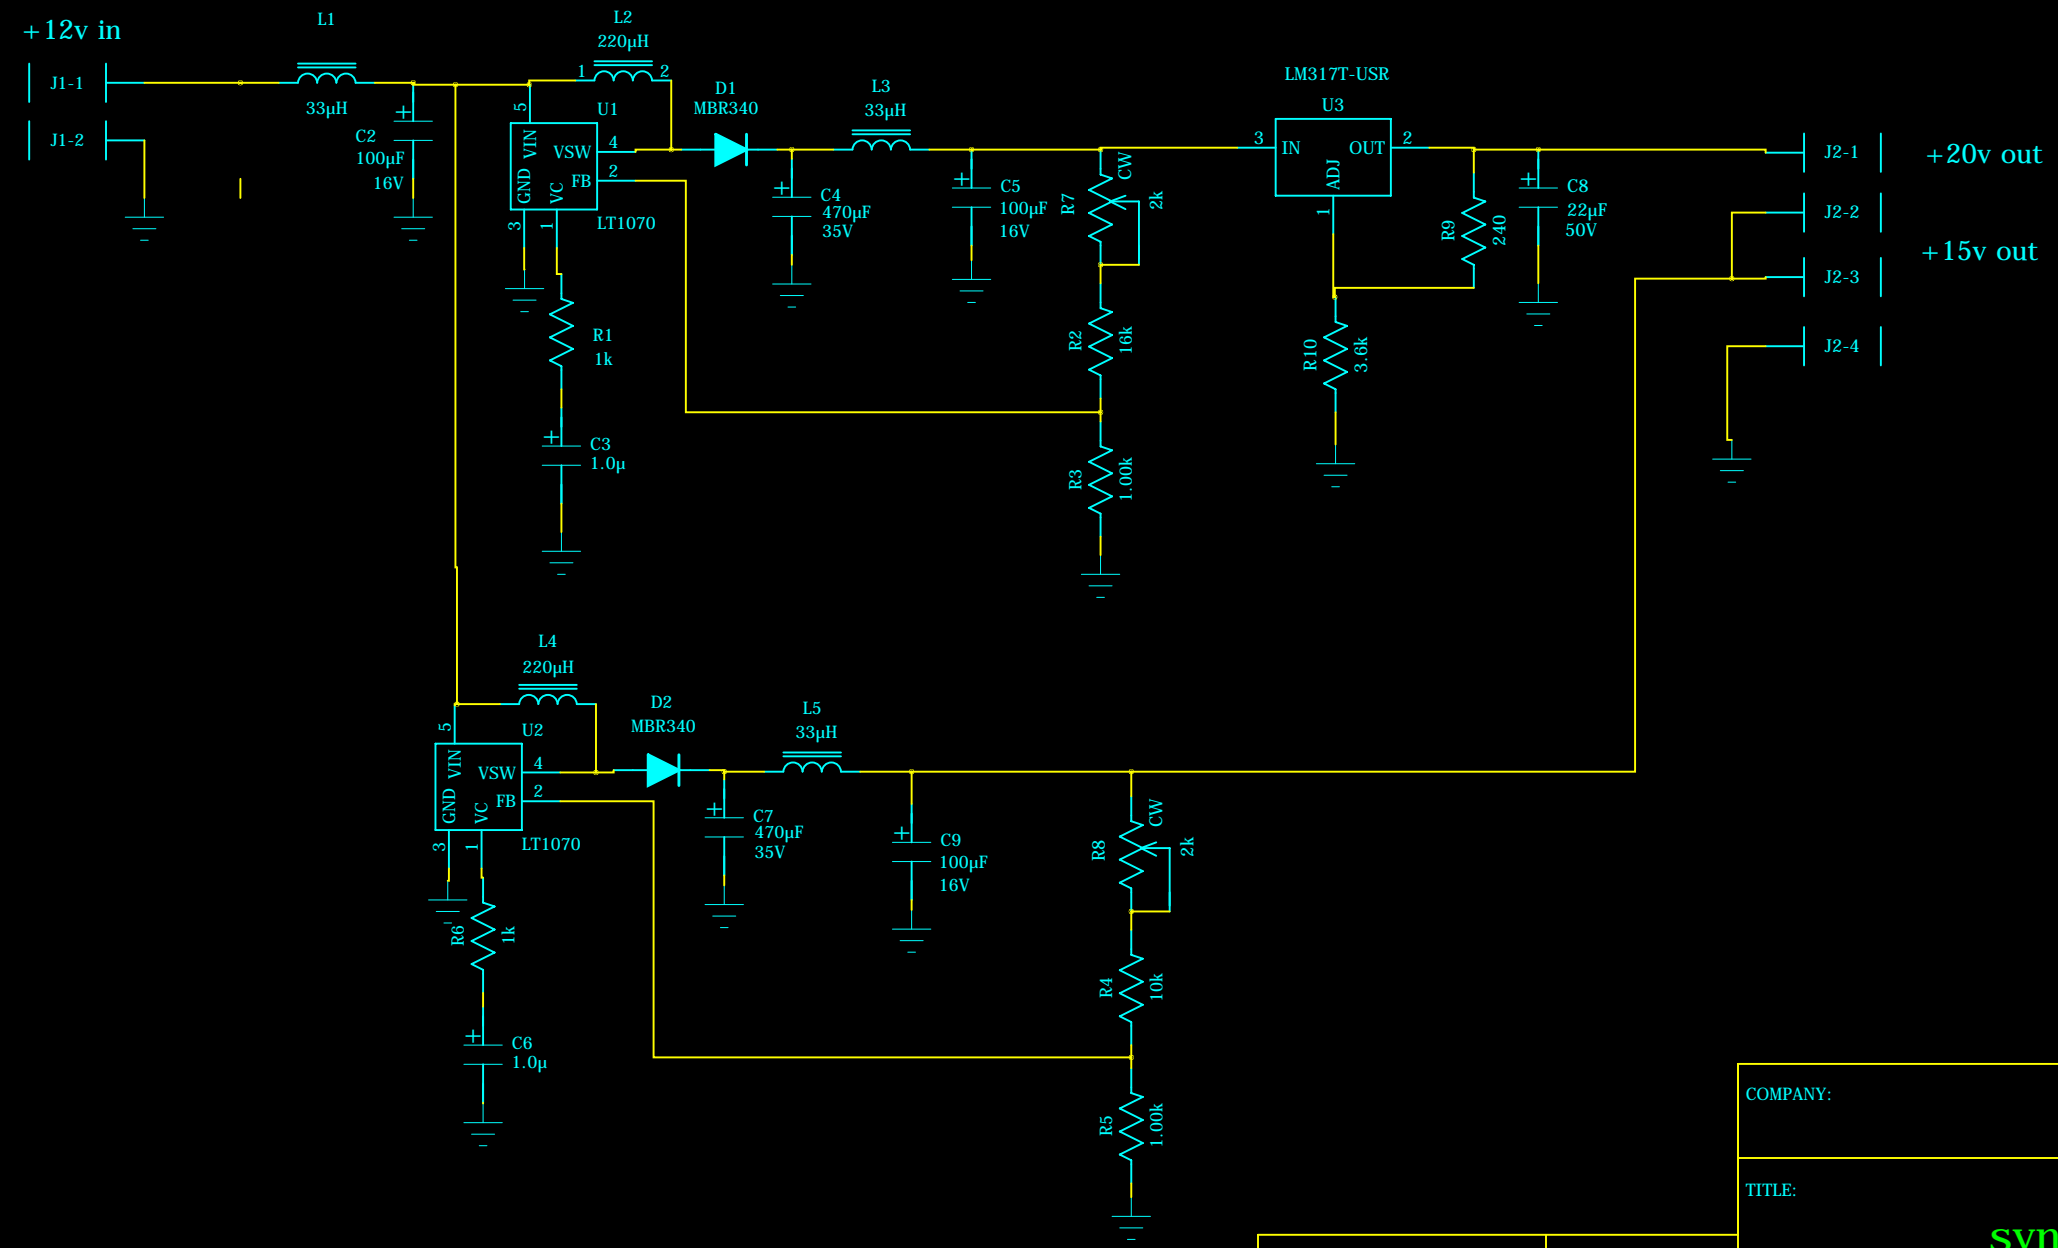 +12v in
J1-1
J1-2
L1
33μH
C2
100μF
16V
L2
220μH
1
2
U1
5
VIN
VSW
4
FB
2
GND
VC
3
1
LT1070
R1
1k
C3
1.0μ
D1
MBR340
C4
470μF
35V
L3
33μH
C5
100μF
16V
CW
R7
2k
R2
16k
R3
1.00k
LM317T-USR
U3
3
IN
OUT
2
ADJ
1
R9
240
C8
22μF
50V
R10
3.6k
J2-1
+20v out
J2-2
+15v out
J2-3
J2-4
L4
220μH
U2
5
VIN
VSW
4
FB
2
GND
VC
3
1
LT1070
R6
1k
C6
1.0μ
D2
MBR340
C7
470μF
35V
L5
33μH
C9
100μF
16V
CW
R8
2k
R4
10k
R5
1.00k
COMPANY:
TITLE: